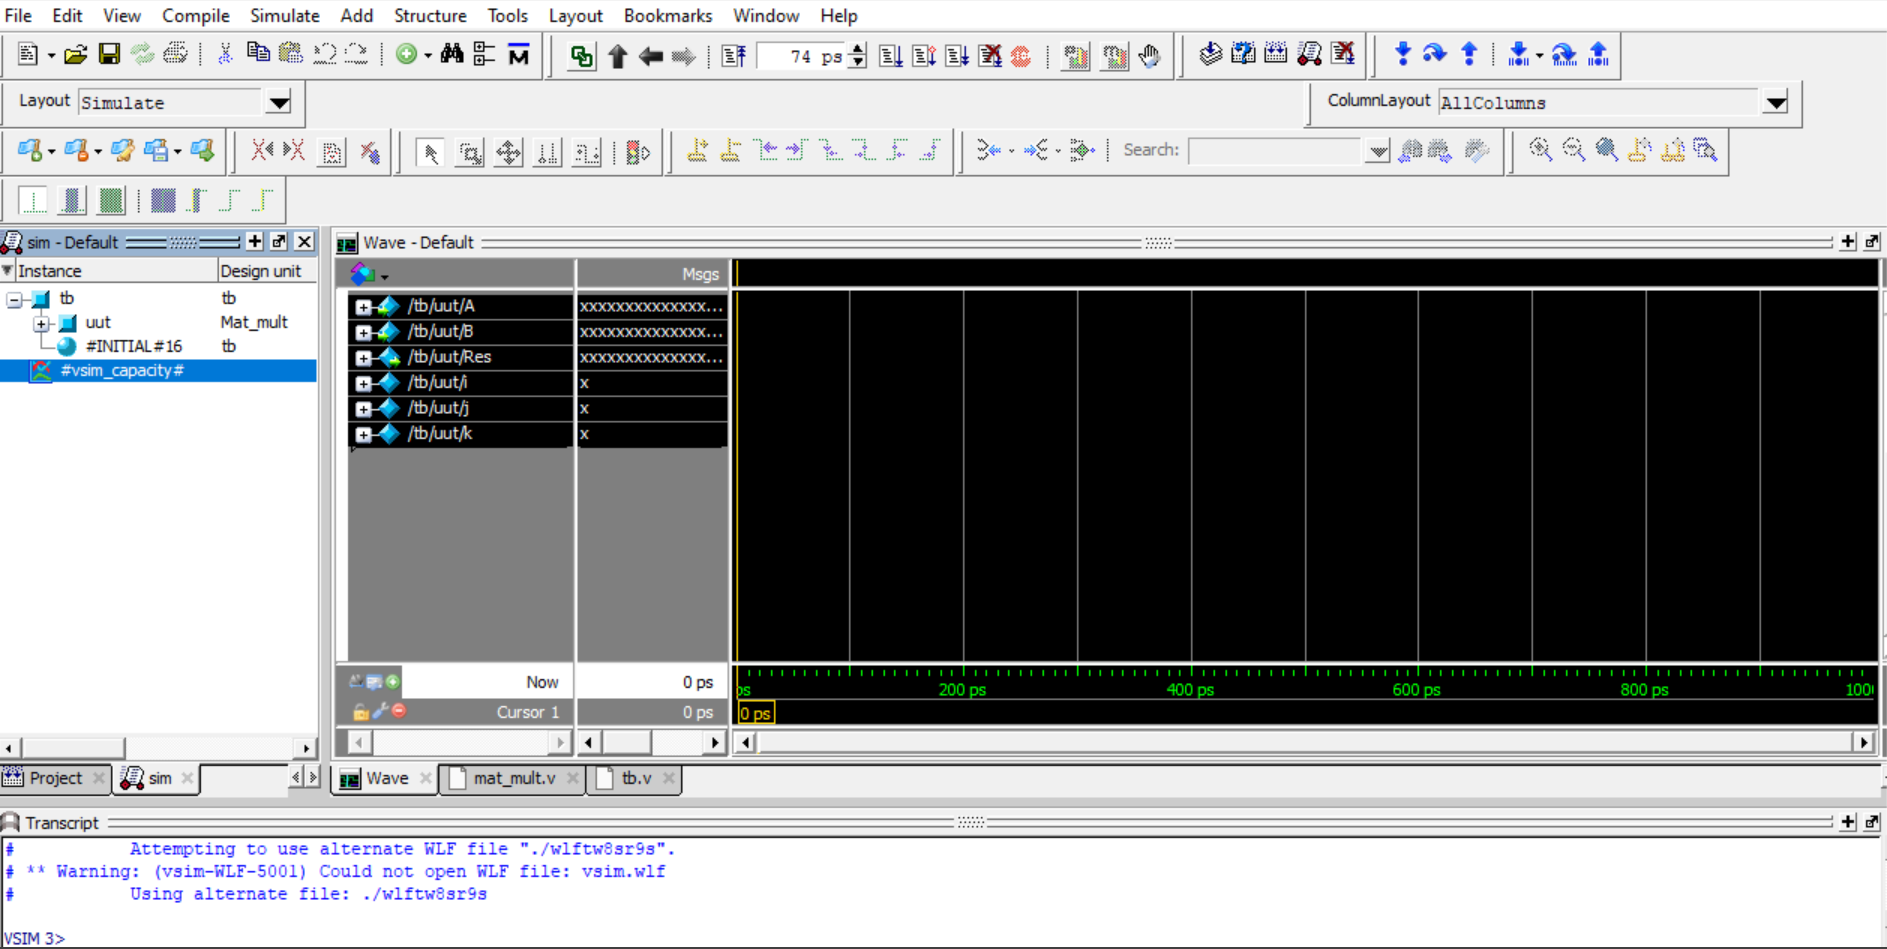 File Edit View Compile Simulate Add Structure Tools Layout Bookmarks Window Help
74 ps
Layout Simulate
ColumnLayout AllColumns
Search:
sim - Default
Instance Design unit
tb tb
uut Mat_mult
#INITIAL#16 tb
#vsim_capacity#
Project sim
Wave - Default
Msgs
/tb/uut/A xxxxxxxxxxxxxx...
/tb/uut/B xxxxxxxxxxxxxx...
/tb/uut/Res xxxxxxxxxxxxxx...
/tb/uut/i x
/tb/uut/j x
/tb/uut/k x
Now 0 ps
ps 200 ps 400 ps 600 ps 800 ps 100
Cursor 1 0 ps 0 ps
Wave mat_mult.v tb.v
Transcript
# Attempting to use alternate WLF file "./wlftw8sr9s".
# ** Warning: (vsim-WLF-5001) Could not open WLF file: vsim.wlf
# Using alternate file: ./wlftw8sr9s
VSIM 3>